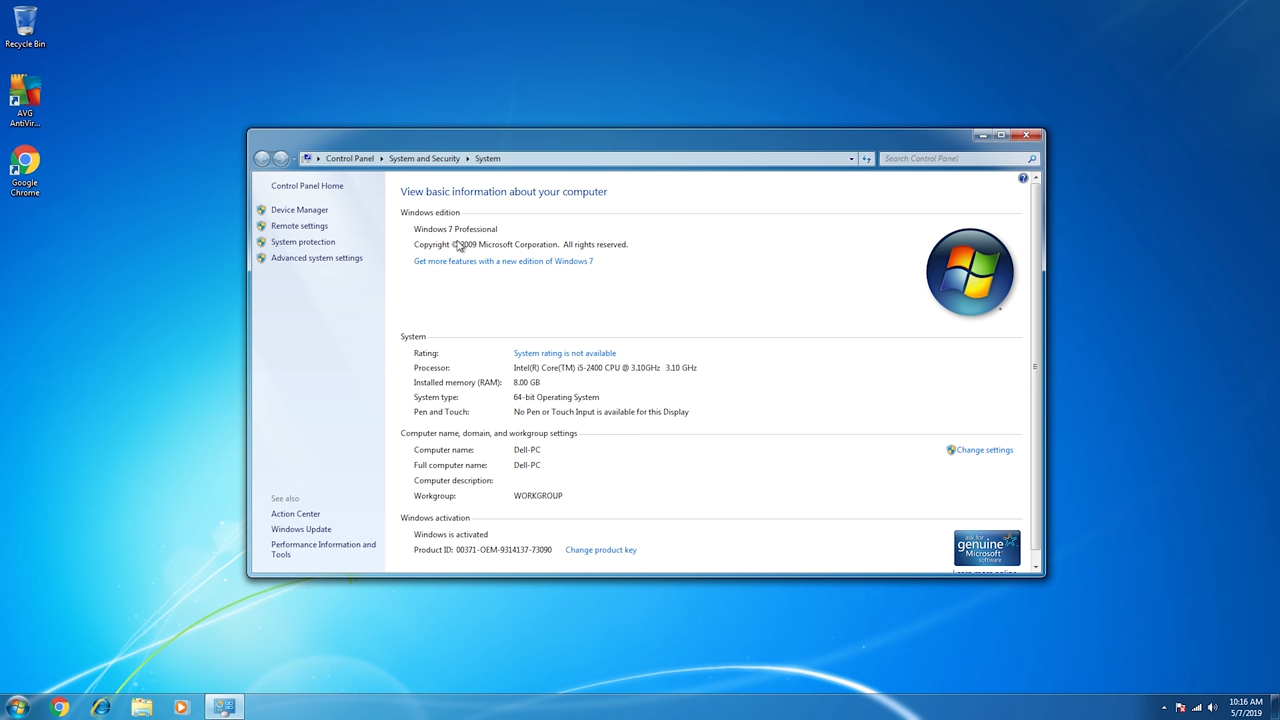 Recycle Bin
AVG
AntiVir...
Google
Chrome
Control Panel
System and Security
System
Search Control Panel
Control Panel Home
Device Manager
Remote settings
System protection
Advanced system settings
See also
Action Center
Windows Update
Performance Information and
Tools
View basic information about your computer
Windows edition
Windows 7 Professional
Copyright © 2009 Microsoft Corporation. All rights reserved.
Get more features with a new edition of Windows 7
System
Rating: System rating is not available
Processor: Intel(R) Core(TM) i5-2400 CPU @ 3.10GHz 3.10 GHz
Installed memory (RAM): 8.00 GB
System type: 64-bit Operating System
Pen and Touch: No Pen or Touch Input is available for this Display
Computer name, domain, and workgroup settings
Computer name: Dell-PC
Change settings
Full computer name: Dell-PC
Computer description:
Workgroup: WORKGROUP
Windows activation
Windows is activated
Product ID: 00371-OEM-9314137-73090 Change product key
ask for
genuine
Microsoft
software
10:16 AM
5/7/2019